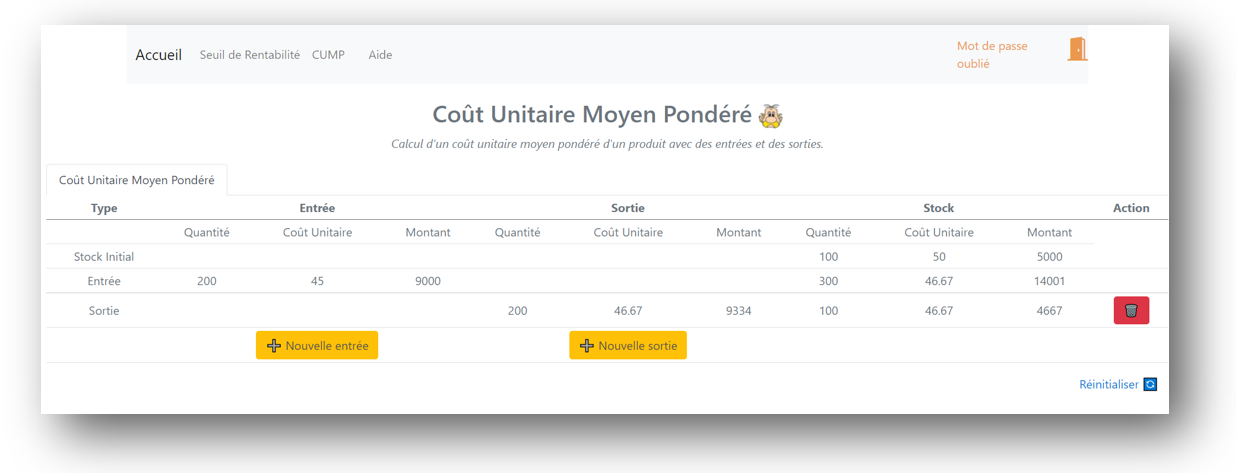 Accueil Seuil de Rentabilité CUMP Aide Mot de passe
oublié
Coût Unitaire Moyen Pondéré
Calcul d'un coût unitaire moyen pondéré d'un produit avec des entrées et des sorties.
Coût Unitaire Moyen Pondéré
Type Entrée Sortie Stock Action
Quantité Coût Unitaire Montant Quantité Coût Unitaire Montant Quantité Coût Unitaire Montant
Stock Initial 100 50 5000
Entrée 200 45 9000 300 46.67 14001
Sortie 200 46.67 9334 100 46.67 4667
Nouvelle entrée Nouvelle sortie
Réinitialiser